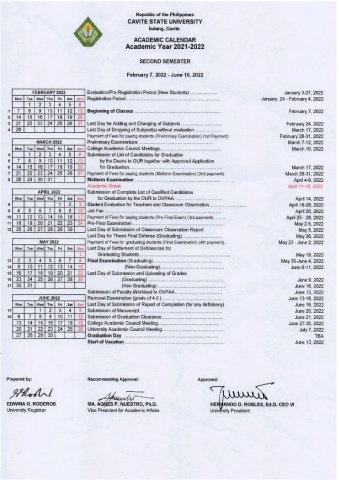 Republic of the Philippines
CAVITE STATE UNIVERSITY
Indang, Cavite
ACADEMIC CALENDAR
Academic Year 2021-2022
SECOND SEMESTER
February 7, 2022 - June 10, 2022
Evaluation/Pre-Registration Period (New Students) January 3-27, 2022
Registration Period January 24 - February 4, 2022
Beginning of Classes February 7, 2022
Last Day for Adding and Changing of Subjects February 24, 2022
Last Day of Dropping of Subject(s) without evaluation March 17, 2022
Payment of Fees for paying students (Preliminary Examination) (1st Payment) February 28-31, 2022
Preliminary Examinations March 7-12, 2022
College Academic Council Meetings March 10, 2022
Submission of List of Candidates for Graduation
by the Deans to OUR together with Approved Application
for Graduation March 17, 2022
Payment of Fees for paying students (Midterm Examination) (2nd payment) March 28-31, 2022
Midterm Examination April 4-9, 2022
Academic Break April 11-16, 2022
Submission of Complete List of Qualified Candidates
for Graduation by the OUR to OVPAA April 14, 2022
Student Evaluation for Teachers and Classroom Observation April 18-28, 2022
Job Fair April 30, 2022
Payment of Fees for paying students (Pre-Final Exams) (3rd payment) April 25 - 28, 2022
Pre-Final Examination May 2-6, 2022
Last Day of Submission of Classroom Observation Report May 5, 2022
Last Day for Thesis Final Defense (Graduating) May 26, 2022
Payment of Fees for graduating students (Final Examination) (4th payment) May 23 - June 2, 2022
Last Day of Settlement of Deficiencies for
Graduating Students May 19, 2022
Final Examination (Graduating) May 30-June 4, 2022
(Non-Graduating) June 6-11, 2022
Last Day of Submission and Uploading of Grades
(Graduating) June 9, 2022
(Non-Graduating) June 16, 2022
Submission of Faculty Workload to OVPAA June 13, 2022
Removal Examination (grade of 4.0) June 13-16, 2022
Last Day of Submission of Report of Completion (for any deficiency) June 16, 2022
Submission of Manuscript June 20, 2022
Submission of Graduation Clearance June 21, 2022
College Academic Council Meeting June 27-30, 2022
University Academic Council Meeting July 7, 2022
Graduation Day TBA
Start of Vacation June 13, 2022
FEBRUARY 2022
Mon Tue Wed Thu Fri Sat Sun
1 2 3 4 5 6
7 8 9 10 11 12 13
14 15 16 17 18 19 20
21 22 23 24 25 26 27
28
MARCH 2022
Mon Tue Wed Thu Fri Sat Sun
1 2 3 4 5 6
7 8 9 10 11 12 13
14 15 16 17 18 19 20
21 22 23 24 25 26 27
28 29 30 31
APRIL 2022
Mon Tue Wed Thu Fri Sat Sun
1 2 3
4 5 6 7 8 9 10
11 12 13 14 15 16 17
18 19 20 21 22 23 24
25 26 27 28 29 30
MAY 2022
Mon Tue Wed Thu Fri Sat Sun
1
2 3 4 5 6 7 8
9 10 11 12 13 14 15
16 17 18 19 20 21 22
23 24 25 26 27 28 29
30 31
JUNE 2022
Mon Tue Wed Thu Fri Sat Sun
1 2 3 4 5
6 7 8 9 10 11 12
13 14 15 16 17 18 19
20 21 22 23 24 25 26
27 28 29 30
Prepared by: Recommending Approval: Approved:
EDWINA O. RODEROS MA. AGNES P. NUESTRO, Ph.D. HERNANDO D. ROBLES, Ed.D. CEO VI
University Registrar Vice President for Academic Affairs University President